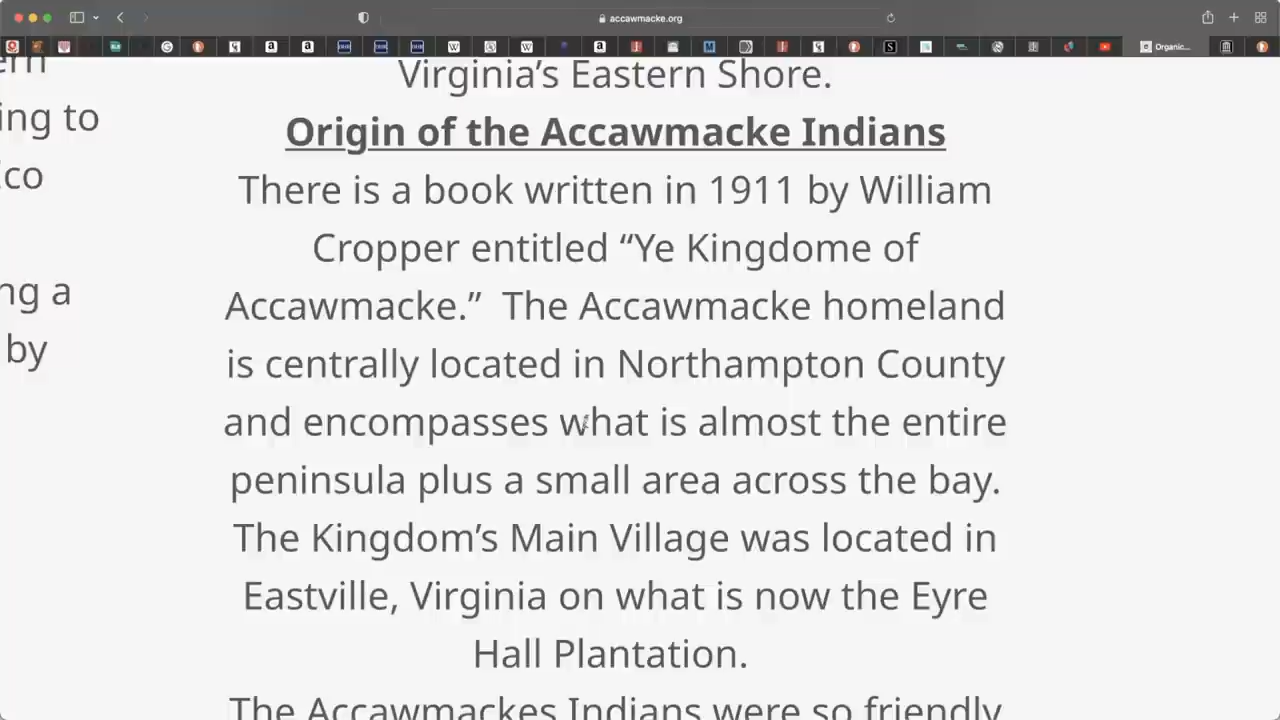 accawmacke.org
Organic...
ern
ing to
co
ng a
by
Virginia's Eastern Shore.
Origin of the Accawmacke Indians
There is a book written in 1911 by William
Cropper entitled “Ye Kingdome of
Accawmacke.”  The Accawmacke homeland
is centrally located in Northampton County
and encompasses what is almost the entire
peninsula plus a small area across the bay.
The Kingdom’s Main Village was located in
Eastville, Virginia on what is now the Eyre
Hall Plantation.
The Accawmackes Indians were so friendly